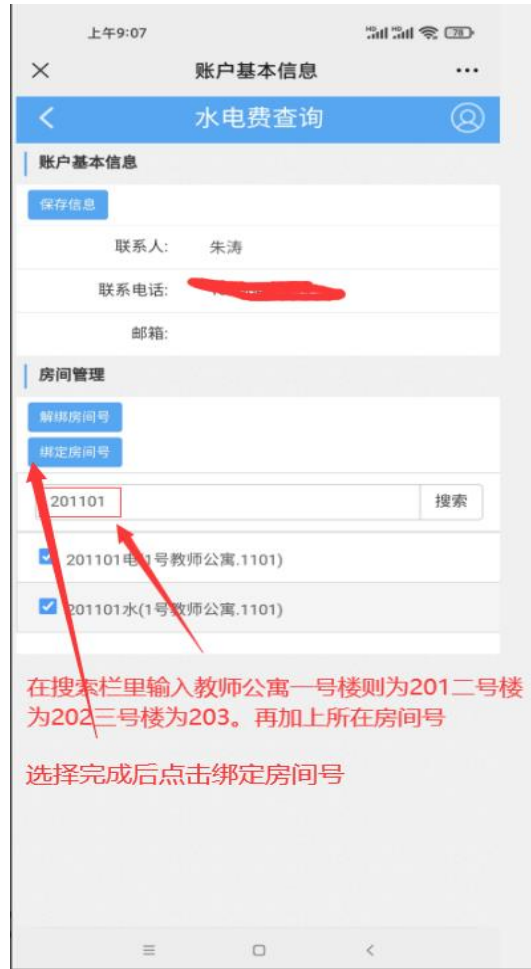 上午9:07
78
账户基本信息
水电费查询
账户基本信息
保存信息
联系人: 朱涛
联系电话:
邮箱:
房间管理
解绑房间号
绑定房间号
201101 搜索
201101电(1号教师公寓.1101)
201101水(1号教师公寓.1101)
在搜索栏里输入教师公寓一号楼则为201二号楼
为202三号楼为203。再加上所在房间号
选择完成后点击绑定房间号